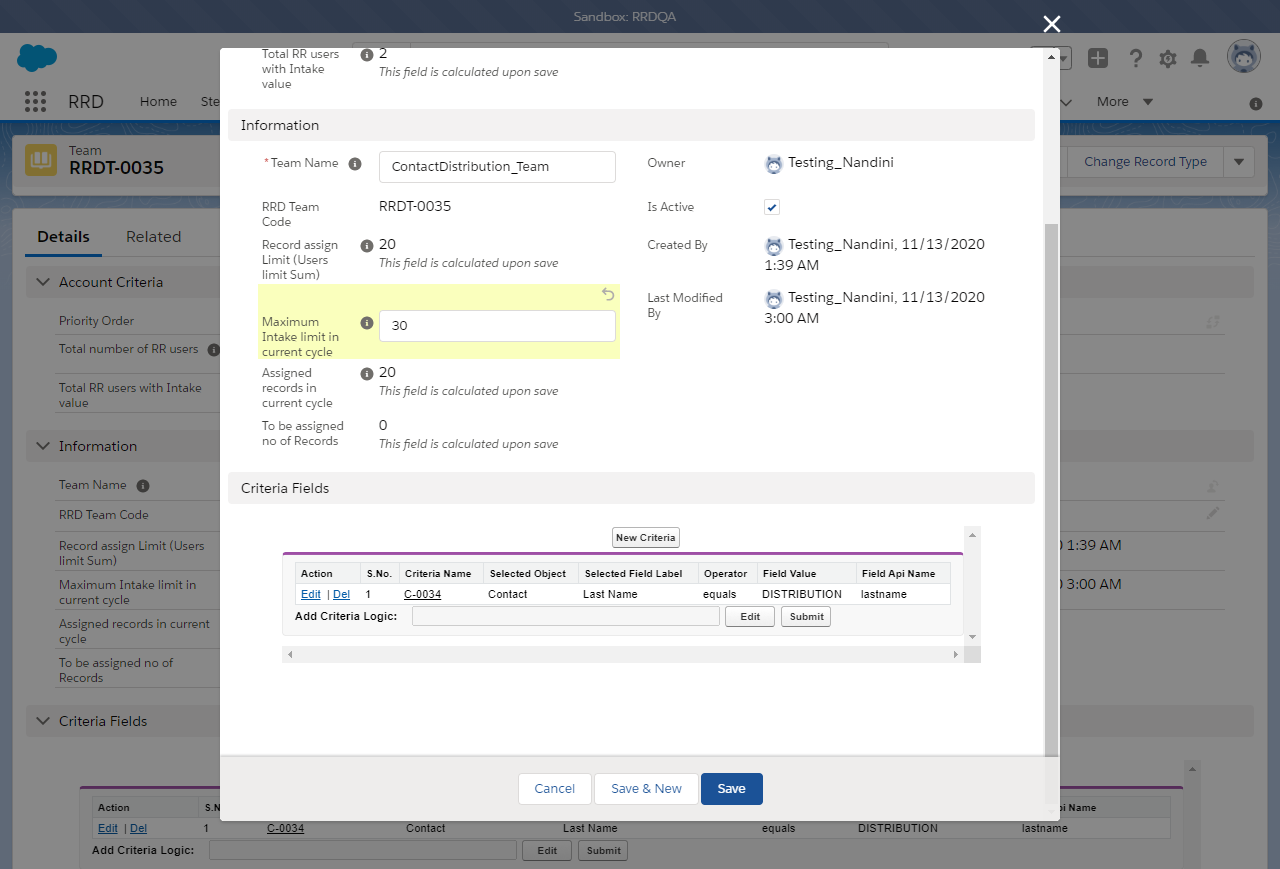 Sandbox: RRDQA
RRD
Home
Ste
More
Team
RRDT-0035
Change Record Type
Details
Related
Account Criteria
Priority Order
Total number of RR users
Total RR users with Intake
value
Information
Team Name
RRD Team Code
Record assign Limit (Users
limit Sum)
1:39 AM
Maximum Intake limit in
current cycle
3:00 AM
Assigned records in current
cycle
To be assigned no of
Records
Criteria Fields
Total RR users
with Intake
value
2
This field is calculated upon save
Information
*Team Name
ContactDistribution_Team
Owner
Testing_Nandini
RRD Team
Code
RRDT-0035
Is Active
Record assign
Limit (Users
limit Sum)
20
This field is calculated upon save
Created By
Testing_Nandini, 11/13/2020
1:39 AM
Maximum
Intake limit in
current cycle
30
Last Modified
By
Testing_Nandini, 11/13/2020
3:00 AM
Assigned
records in
current cycle
20
This field is calculated upon save
To be assigned
no of Records
0
This field is calculated upon save
Criteria Fields
New Criteria
Action S.No. Criteria Name Selected Object Selected Field Label Operator Field Value Field Api Name
Edit | Del 1 C-0034 Contact Last Name equals DISTRIBUTION lastname
Add Criteria Logic: Edit Submit
Cancel
Save & New
Save
Action S.N pi Name
Edit | Del 1 C-0034 Contact Last Name equals DISTRIBUTION lastname
Add Criteria Logic: Edit Submit